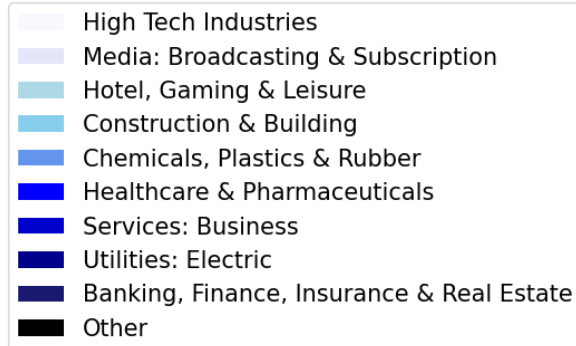 High Tech Industries
Media: Broadcasting & Subscription
Hotel, Gaming & Leisure
Construction & Building
Chemicals, Plastics & Rubber
Healthcare & Pharmaceuticals
Services: Business
Utilities: Electric
Banking, Finance, Insurance & Real Estate
Other